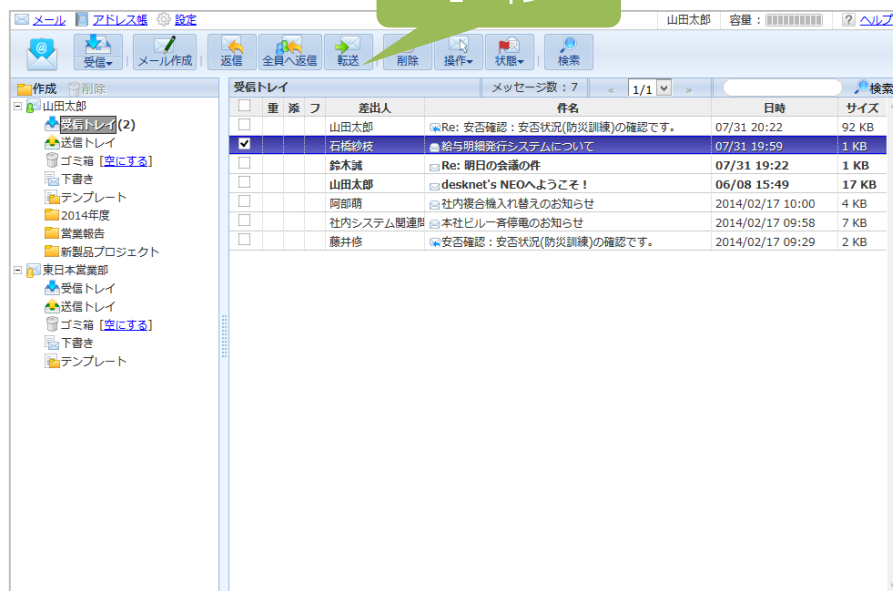 メール アドレス帳 設定 山田太郎 容量： ? ヘルプ
受信 メール作成 返信 全員へ返信 転送 削除 操作 状態 検索
作成 削除 受信トレイ メッセージ数：7 « 1/1 » 検索
重 添 フ 差出人 件名 日時 サイズ
山田太郎
受信トレイ(2)
送信トレイ
ゴミ箱 [空にする]
下書き
テンプレート
2014年度
営業報告
新製品プロジェクト
東日本営業部
受信トレイ
送信トレイ
ゴミ箱 [空にする]
下書き
テンプレート
山田太郎 Re: 安否確認：安否状況(防災訓練)の確認です。 07/31 20:22 92 KB
石橋紗枝 給与明細発行システムについて 07/31 19:59 1 KB
鈴木誠 Re: 明日の会議の件 07/31 19:22 1 KB
山田太郎 desknet's NEOへようこそ！ 06/08 15:49 17 KB
阿部萌 社内複合機入れ替えのお知らせ 2014/02/17 10:00 4 KB
社内システム関連 本社ビル一斉停電のお知らせ 2014/02/17 09:58 7 KB
藤井修 安否確認：安否状況(防災訓練)の確認です。 2014/02/17 09:29 2 KB